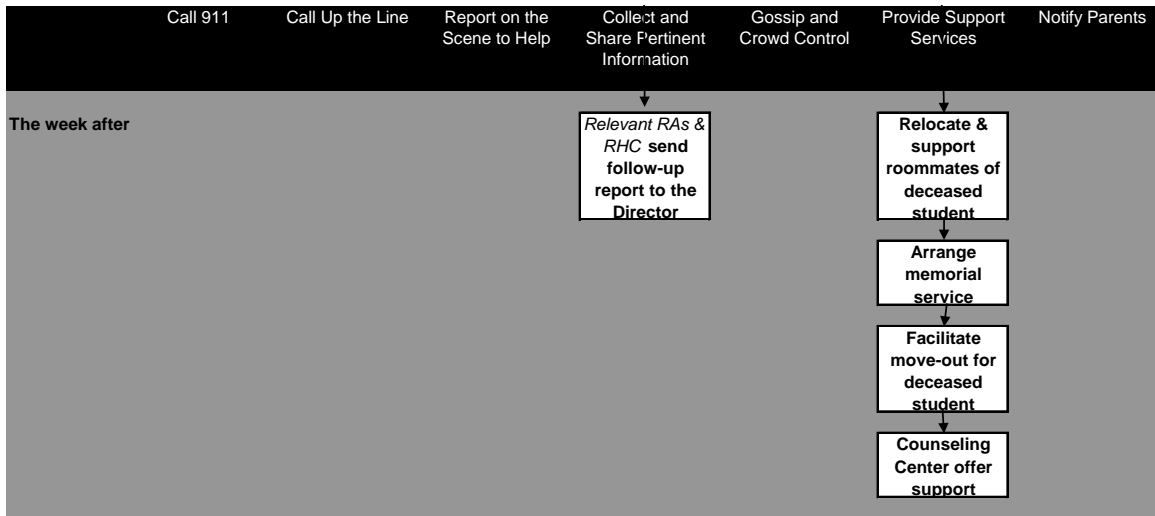 Call 911
Call Up the Line
Report on the
Scene to Help
Collect and
Share Pertinent
Information
Gossip and
Crowd Control
Provide Support
Services
Notify Parents
The week after
Relevant RAs &
RHC send
follow-up
report to the
Director
Relocate &
support
roommates of
deceased
student
Arrange
memorial
service
Facilitate
move-out for
deceased
student
Counseling
Center offer
support